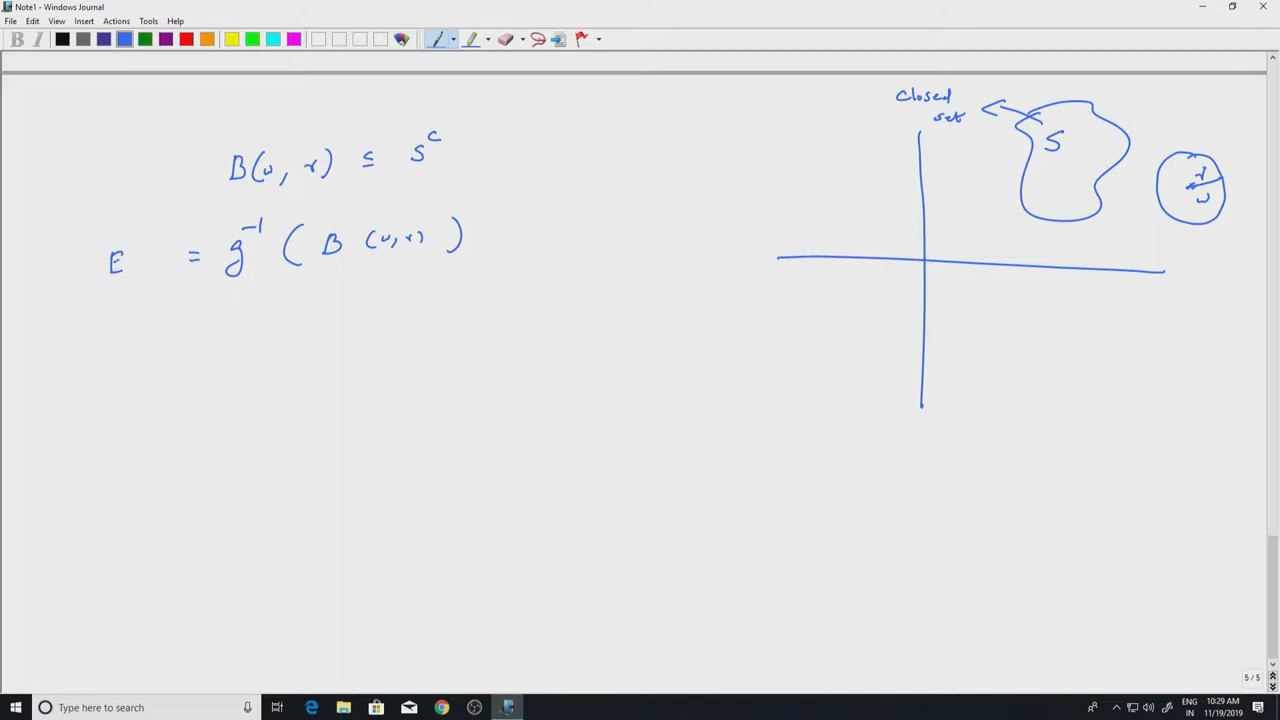 Note1 - Windows Journal
File Edit View Insert Actions Tools Help
B I
closed
set
S
r
w
B(w, r) ⊆ S^c
E = g^{-1} ( B (w, r) )
5 / 5
Type here to search
ENG
IN
10:29 AM
11/19/2019